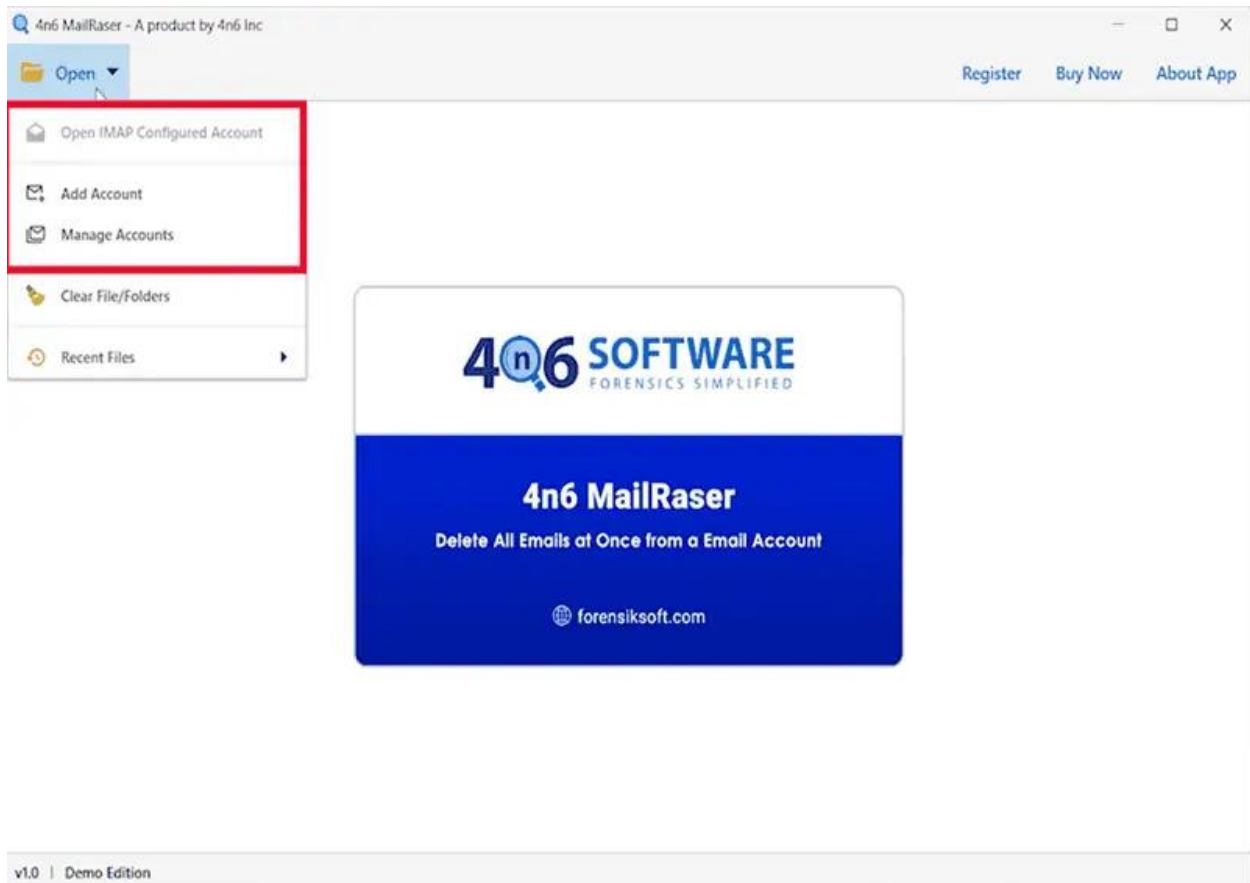 4n6 MailRaser - A product by 4n6 Inc
Open
Register
Buy Now
About App
Open IMAP Configured Account
Add Account
Manage Accounts
Clear File/Folders
Recent Files
4n6 SOFTWARE
FORENSICS SIMPLIFIED
4n6 MailRaser
Delete All Emails at Once from a Email Account
forensiksoft.com
v1.0 | Demo Edition